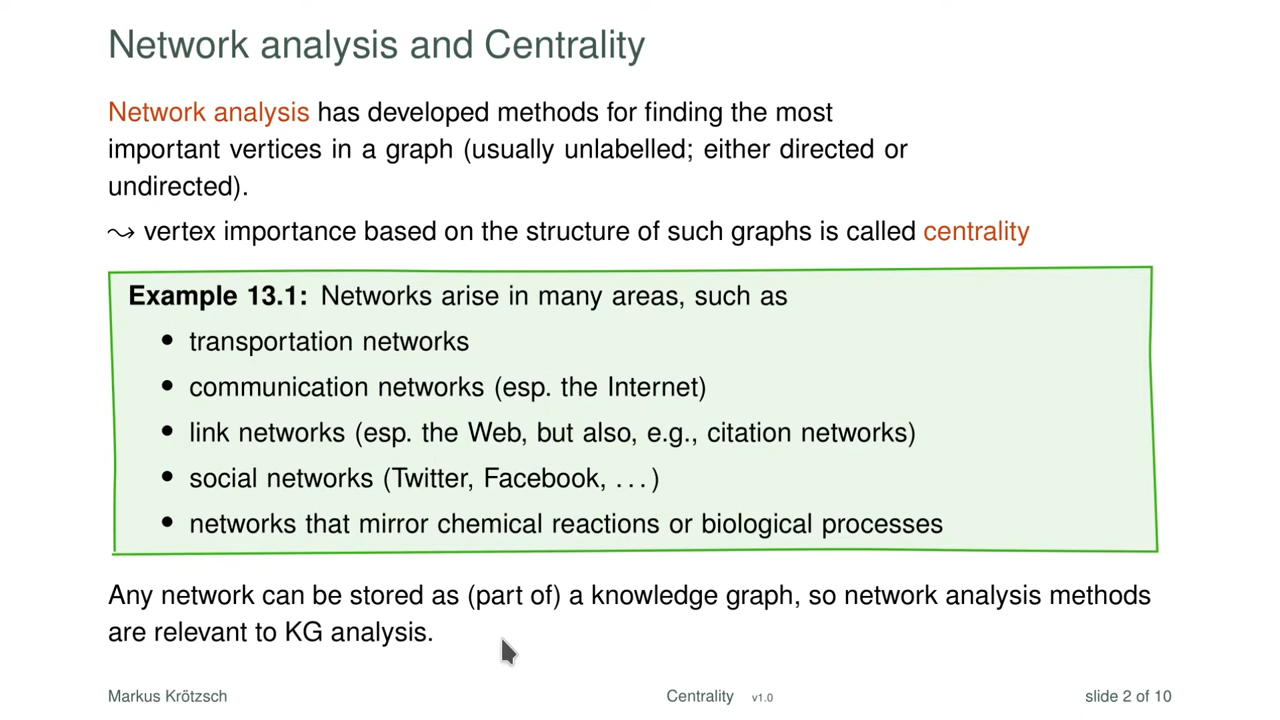 Network analysis and Centrality
Network analysis has developed methods for finding the most
important vertices in a graph (usually unlabelled; either directed or
undirected).
⤳ vertex importance based on the structure of such graphs is called centrality
Example 13.1: Networks arise in many areas, such as
• transportation networks
• communication networks (esp. the Internet)
• link networks (esp. the Web, but also, e.g., citation networks)
• social networks (Twitter, Facebook, . . . )
• networks that mirror chemical reactions or biological processes
Any network can be stored as (part of) a knowledge graph, so network analysis methods
are relevant to KG analysis.
Markus Krötzsch Centrality v1.0 slide 2 of 10